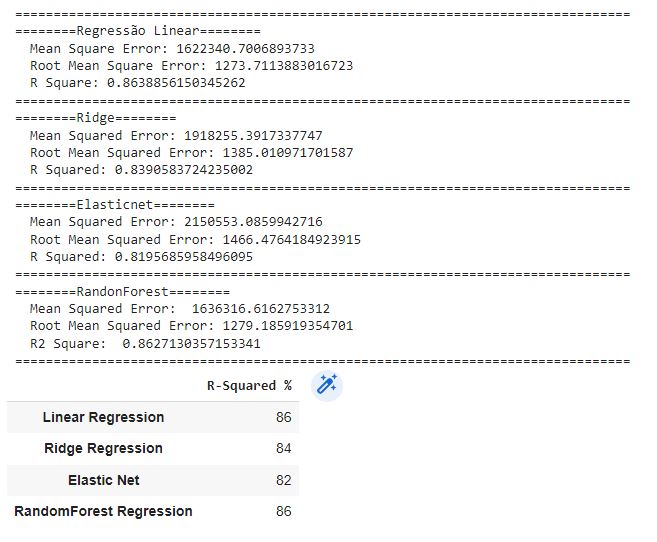 ================================================================================
========Regressão Linear========
Mean Square Error: 1622340.7006893733
Root Mean Square Error: 1273.7113883016723
R Square: 0.8638856150345262
================================================================================
========Ridge========
Mean Squared Error: 1918255.3917337747
Root Mean Squared Error: 1385.010971701587
R Squared: 0.8390583724235002
================================================================================
========Elasticnet========
Mean Squared Error: 2150553.0859942716
Root Mean Squared Error: 1466.4764184923915
R Squared: 0.8195685958496095
================================================================================
========RandonForest========
Mean Squared Error:  1636316.6162753312
Root Mean Squared Error: 1279.185919354701
R2 Square:  0.8627130357153341
================================================================================
R-Squared %
Linear Regression 86
Ridge Regression 84
Elastic Net 82
RandomForest Regression 86